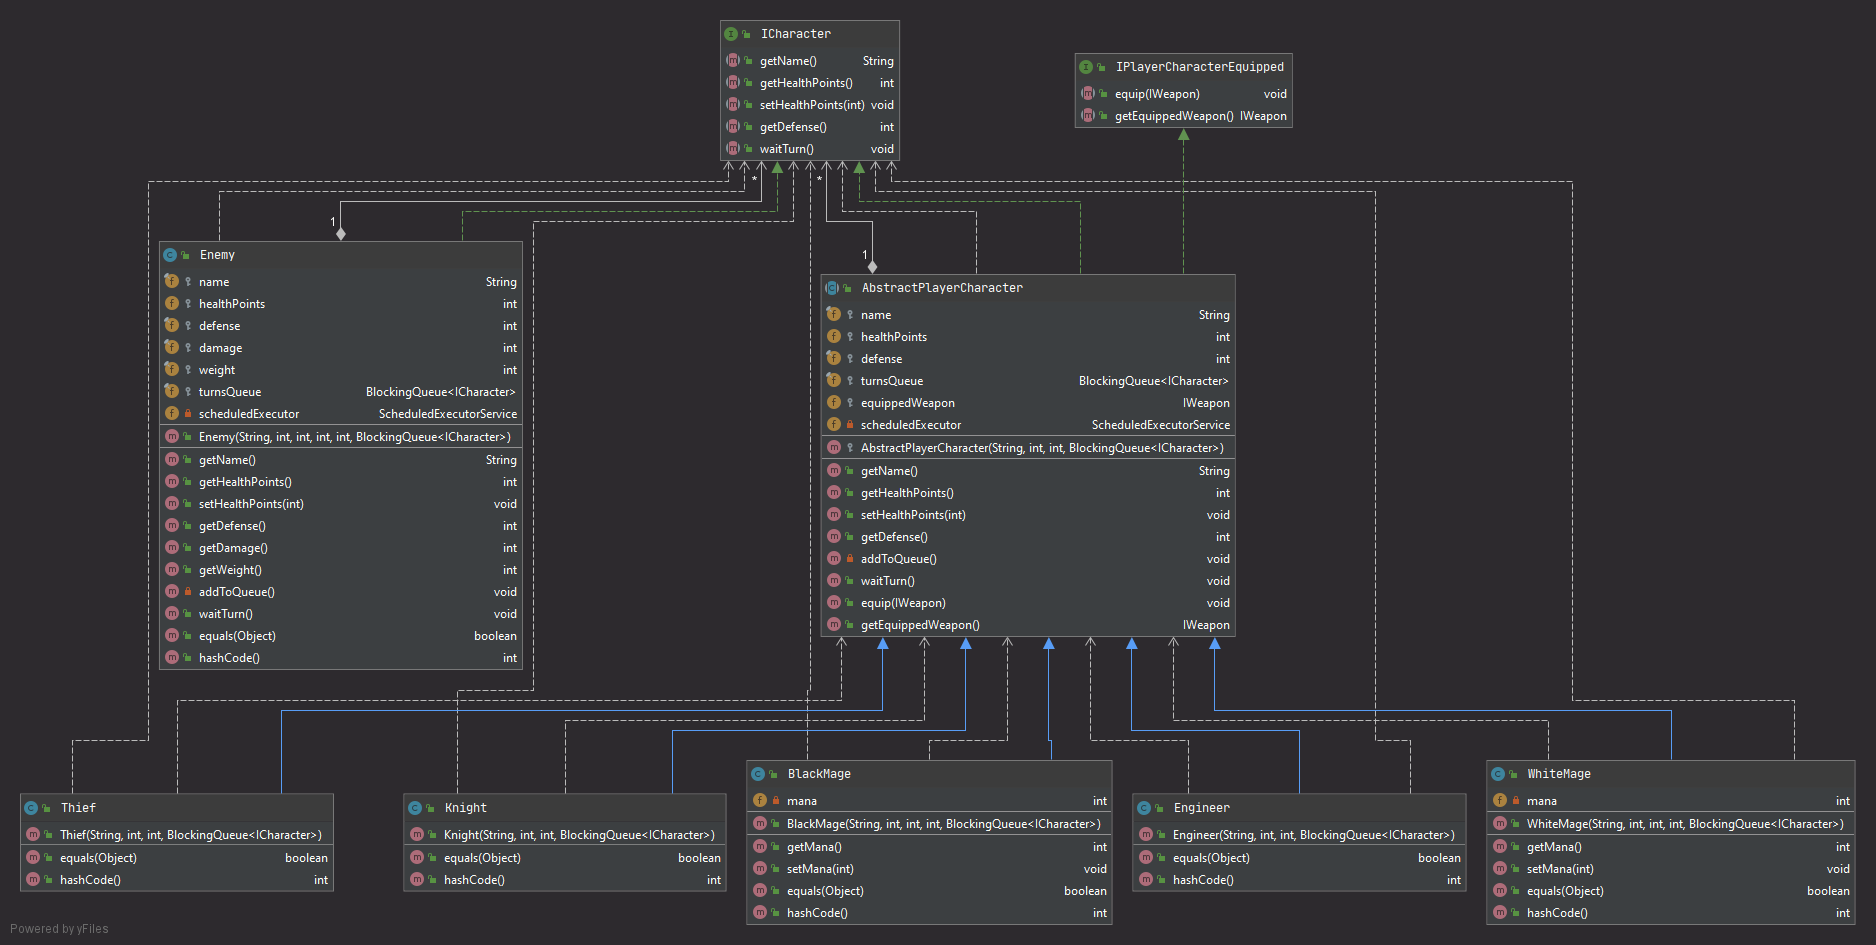 ICharacter
getName() String
getHealthPoints() int
setHealthPoints(int) void
getDefense() int
waitTurn() void
IPlayerCharacterEquipped
equip(IWeapon) void
getEquippedWeapon() IWeapon
*
*
1
1
Enemy
name String
healthPoints int
defense int
damage int
weight int
turnsQueue BlockingQueue<ICharacter>
scheduledExecutor ScheduledExecutorService
Enemy(String, int, int, int, int, BlockingQueue<ICharacter>)
getName() String
getHealthPoints() int
setHealthPoints(int) void
getDefense() int
getDamage() int
getWeight() int
addToQueue() void
waitTurn() void
equals(Object) boolean
hashCode() int
AbstractPlayerCharacter
name String
healthPoints int
defense int
turnsQueue BlockingQueue<ICharacter>
equippedWeapon IWeapon
scheduledExecutor ScheduledExecutorService
AbstractPlayerCharacter(String, int, int, BlockingQueue<ICharacter>)
getName() String
getHealthPoints() int
setHealthPoints(int) void
getDefense() int
addToQueue() void
waitTurn() void
equip(IWeapon) void
getEquippedWeapon() IWeapon
Thief
Thief(String, int, int, BlockingQueue<ICharacter>)
equals(Object) boolean
hashCode() int
Knight
Knight(String, int, int, BlockingQueue<ICharacter>)
equals(Object) boolean
hashCode() int
BlackMage
mana int
BlackMage(String, int, int, int, BlockingQueue<ICharacter>)
getMana() int
setMana(int) void
equals(Object) boolean
hashCode() int
Engineer
Engineer(String, int, int, BlockingQueue<ICharacter>)
equals(Object) boolean
hashCode() int
WhiteMage
mana int
WhiteMage(String, int, int, int, BlockingQueue<ICharacter>)
getMana() int
setMana(int) void
equals(Object) boolean
hashCode() int
Powered by yFiles